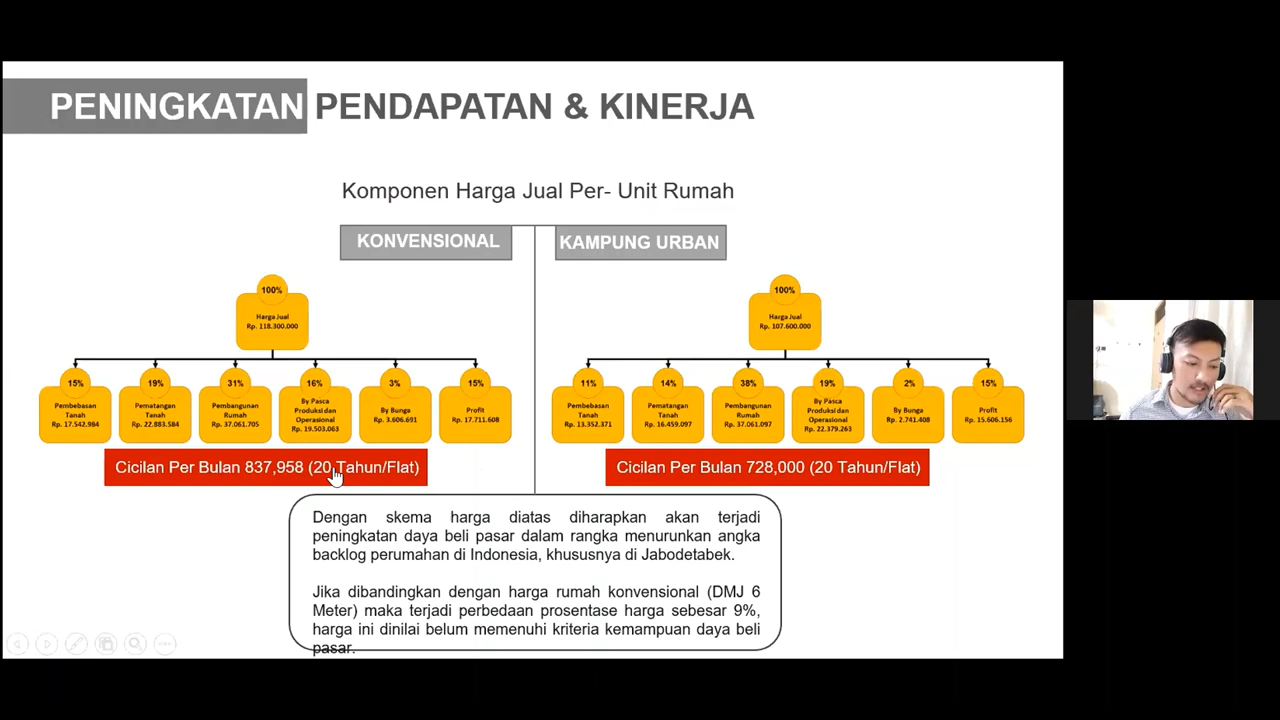 PENINGKATAN PENDAPATAN & KINERJA
Komponen Harga Jual Per- Unit Rumah
KONVENSIONAL
100%
Harga Jual
Rp. 118.300.000
15%
Pembebasan
Tanah
Rp. 17.542.984
19%
Pematangan
Tanah
Rp. 22.883.584
31%
Pembangunan
Rumah
Rp. 37.061.705
16%
By Pasca
Produksi dan
Operasional
Rp. 19.503.063
3%
By Bunga
Rp. 3.606.691
15%
Profit
Rp. 17.711.608
Cicilan Per Bulan 837,958 (20 Tahun/Flat)
KAMPUNG URBAN
100%
Harga Jual
Rp. 107.600.000
11%
Pembebasan
Tanah
Rp. 13.352.371
14%
Pematangan
Tanah
Rp. 16.459.097
38%
Pembangunan
Rumah
Rp. 37.061.097
19%
By Pasca
Produksi dan
Operasional
Rp. 22.379.263
2%
By Bunga
Rp. 2.741.408
15%
Profit
Rp. 15.606.156
Cicilan Per Bulan 728,000 (20 Tahun/Flat)
Dengan skema harga diatas diharapkan akan terjadi
peningkatan daya beli pasar dalam rangka menurunkan angka
backlog perumahan di Indonesia, khususnya di Jabodetabek.
Jika dibandingkan dengan harga rumah konvensional (DMJ 6
Meter) maka terjadi perbedaan prosentase harga sebesar 9%,
harga ini dinilai belum memenuhi kriteria kemampuan daya beli
pasar.